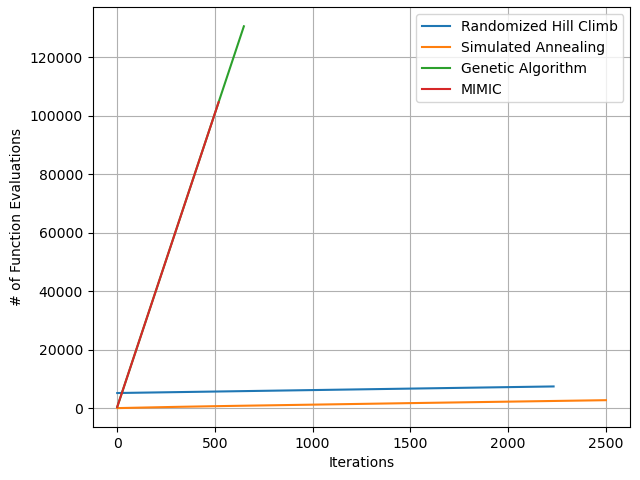 Randomized Hill Climb
Simulated Annealing
Genetic Algorithm
MIMIC
# of Function Evaluations
120000
100000
80000
60000
40000
20000
0
0 500 1000 1500 2000 2500
Iterations